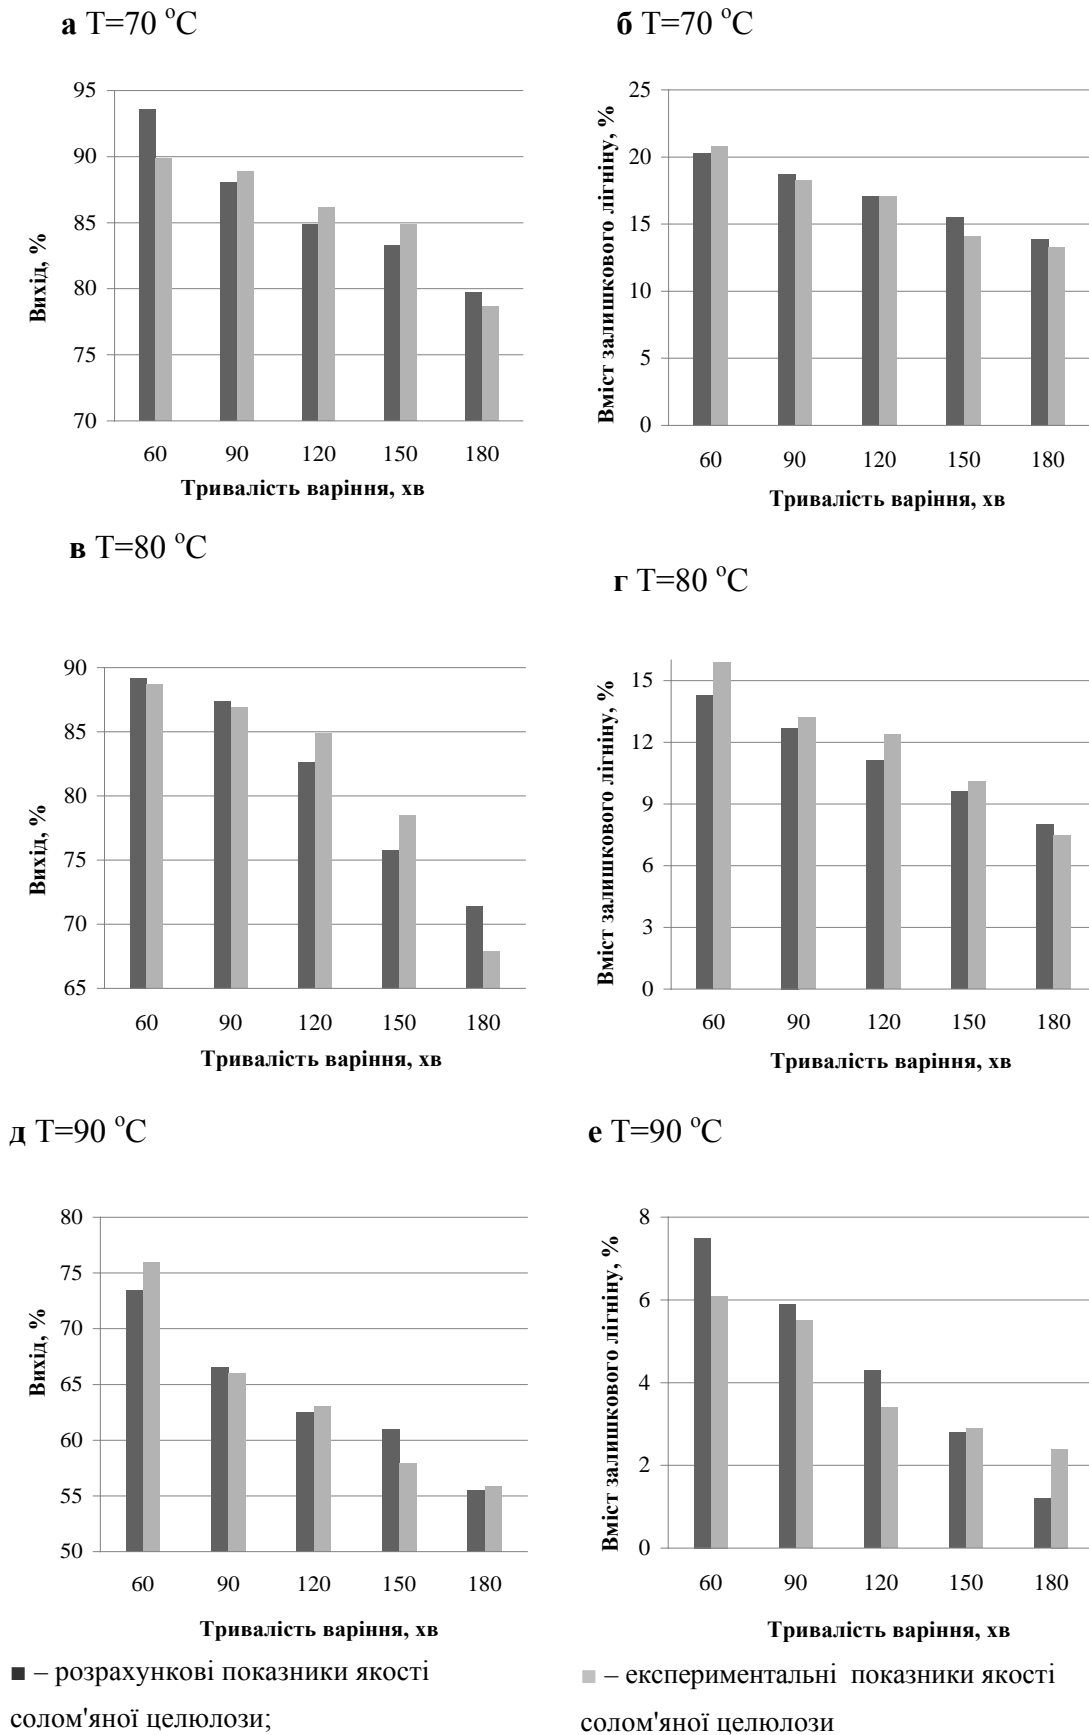 а T=70 °C
95
90
85
80
75
70
Вихід, %
60 90 120 150 180
Тривалість варіння, хв
б T=70 °C
25
20
15
10
5
0
Вміст залишкового лігніну, %
60 90 120 150 180
Тривалість варіння, хв
в T=80 °C
90
85
80
75
70
65
Вихід, %
60 90 120 150 180
Тривалість варіння, хв
г T=80 °C
15
12
9
6
3
0
Вміст залишкового лігніну, %
60 90 120 150 180
Тривалість варіння, хв
д T=90 °C
80
75
70
65
60
55
50
Вихід, %
60 90 120 150 180
Тривалість варіння, хв
е T=90 °C
8
6
4
2
0
Вміст залишкового лігніну, %
60 90 120 150 180
Тривалість варіння, хв
■ – розрахункові показники якості
солом'яної целюлози;
■ – експериментальні показники якості
солом'яної целюлози